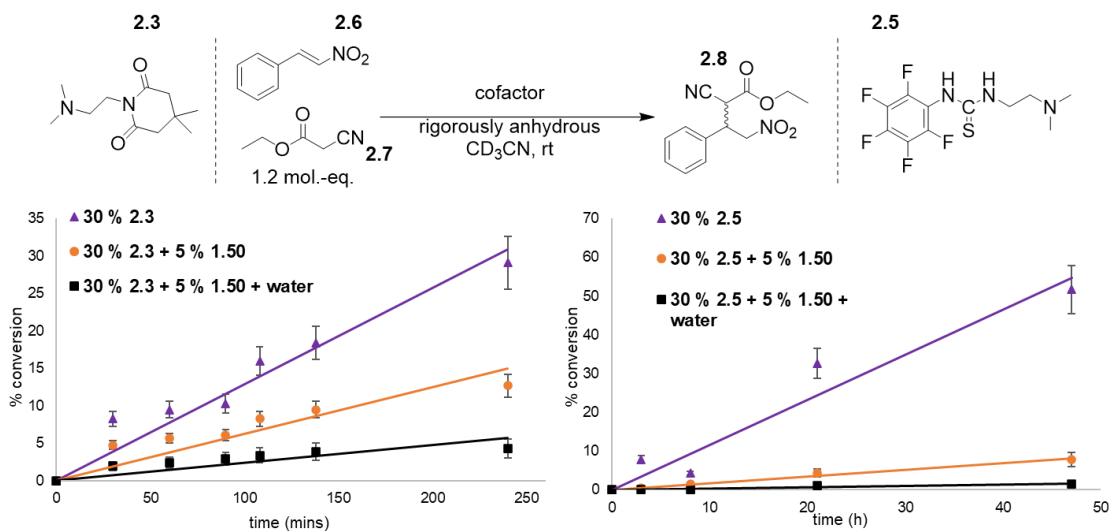 2.3
2.6
2.5
2.8
O
N
N
O
NO2
O
O
CN
2.7
1.2 mol.-eq.
cofactor
rigorously anhydrous
CD3CN, rt
O
NC
O
NO2
F
F
F
F
F
H
N
H
N
S
N
35
30
25
20
15
10
5
0
% conversion
30 % 2.3
30 % 2.3 + 5 % 1.50
30 % 2.3 + 5 % 1.50 + water
0
50
100
150
200
250
time (mins)
70
60
50
40
30
20
10
0
% conversion
30 % 2.5
30 % 2.5 + 5 % 1.50
30 % 2.5 + 5 % 1.50 +
water
0
10
20
30
40
50
time (h)